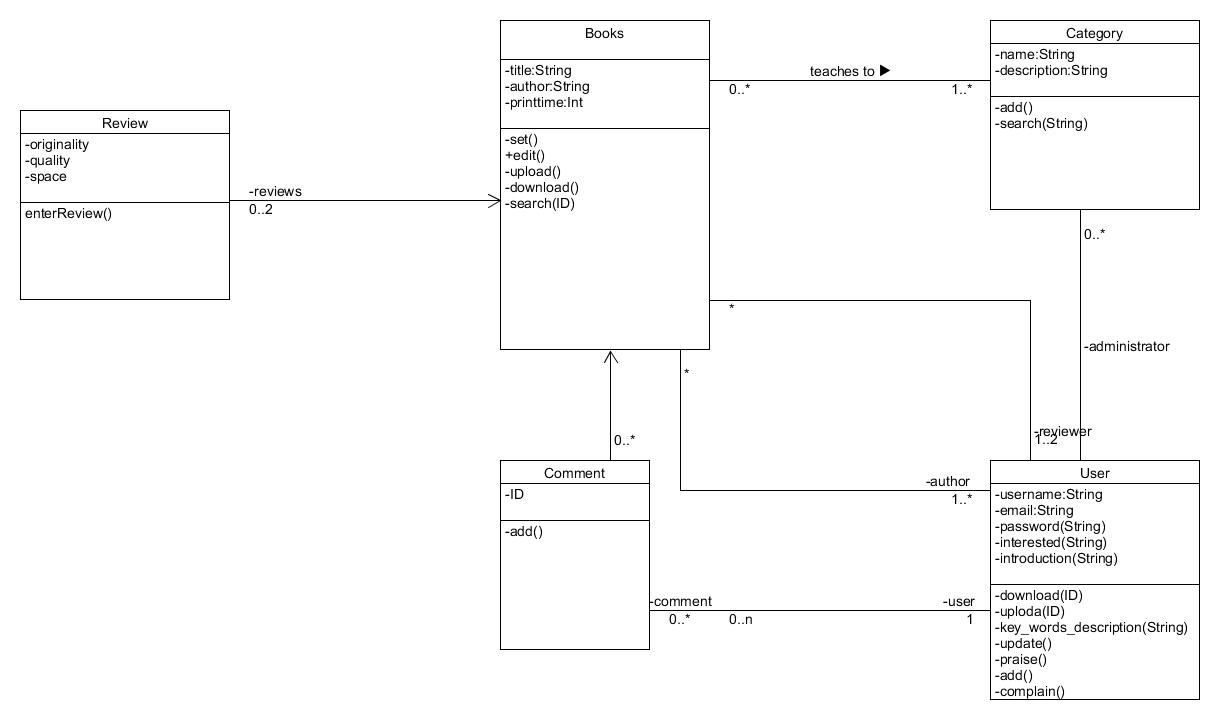 Books
-title:String
-author:String
-printtime:Int
-set()
+edit()
-upload()
-download()
-search(ID)
teaches to ▶
0..*
1..*
Category
-name:String
-description:String
-add()
-search(String)
Review
-originality
-quality
-space
enterReview()
-reviews
0..2
0..*
-administrator
*
-reviewer
1..2
*
-author
1..*
0..*
Comment
-ID
-add()
-comment
0..*
0..n
-user
1
User
-username:String
-email:String
-password(String)
-interested(String)
-introduction(String)
-download(ID)
-uploda(ID)
-key_words_description(String)
-update()
-praise()
-add()
-complain()